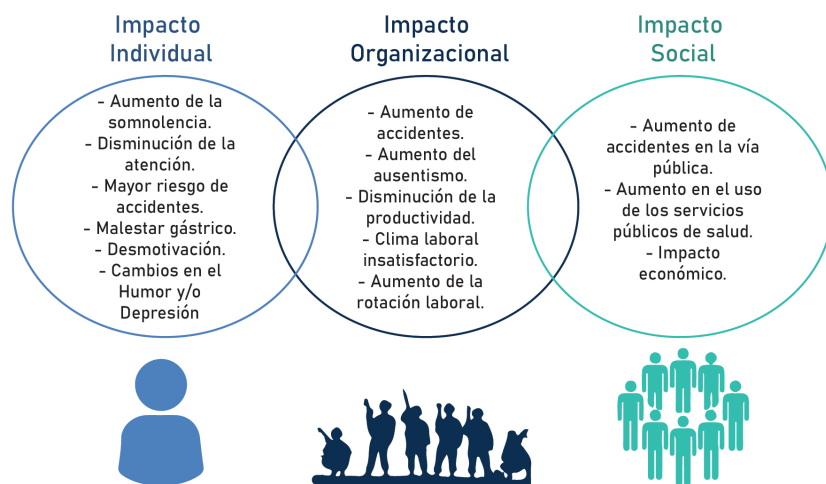 Impacto
Individual
- Aumento de la
somnolencia.
- Disminución de la
atención.
- Mayor riesgo de
accidentes.
- Malestar gástrico.
- Desmotivación.
- Cambios en el
Humor y/o
Depresión
Impacto
Organizacional
- Aumento de
accidentes.
- Aumento del
ausentismo.
- Disminución de la
productividad.
- Clima laboral
insatisfactorio.
- Aumento de la
rotación laboral.
Impacto
Social
- Aumento de
accidentes en la vía
pública.
- Aumento en el uso
de los servicios
públicos de salud.
- Impacto
económico.